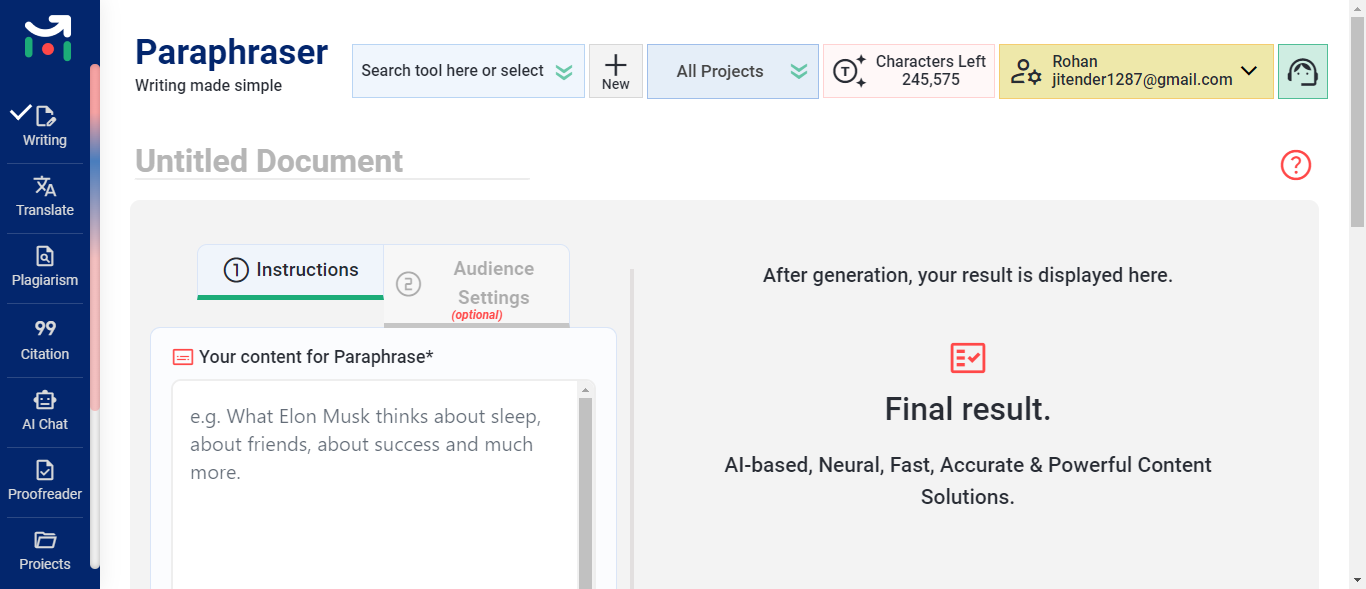 Paraphraser
Writing made simple
Search tool here or select
New
All Projects
T
Characters Left
245,575
Rohan
jitender1287@gmail.com
Writing
Translate
Plagiarism
99
Citation
AI Chat
Proofreader
Projects
Untitled Document
?
1 Instructions
2
Audience
Settings
(optional)
Your content for Paraphrase*
e.g. What Elon Musk thinks about sleep,
about friends, about success and much
more.
After generation, your result is displayed here.
Final result.
AI-based, Neural, Fast, Accurate & Powerful Content
Solutions.